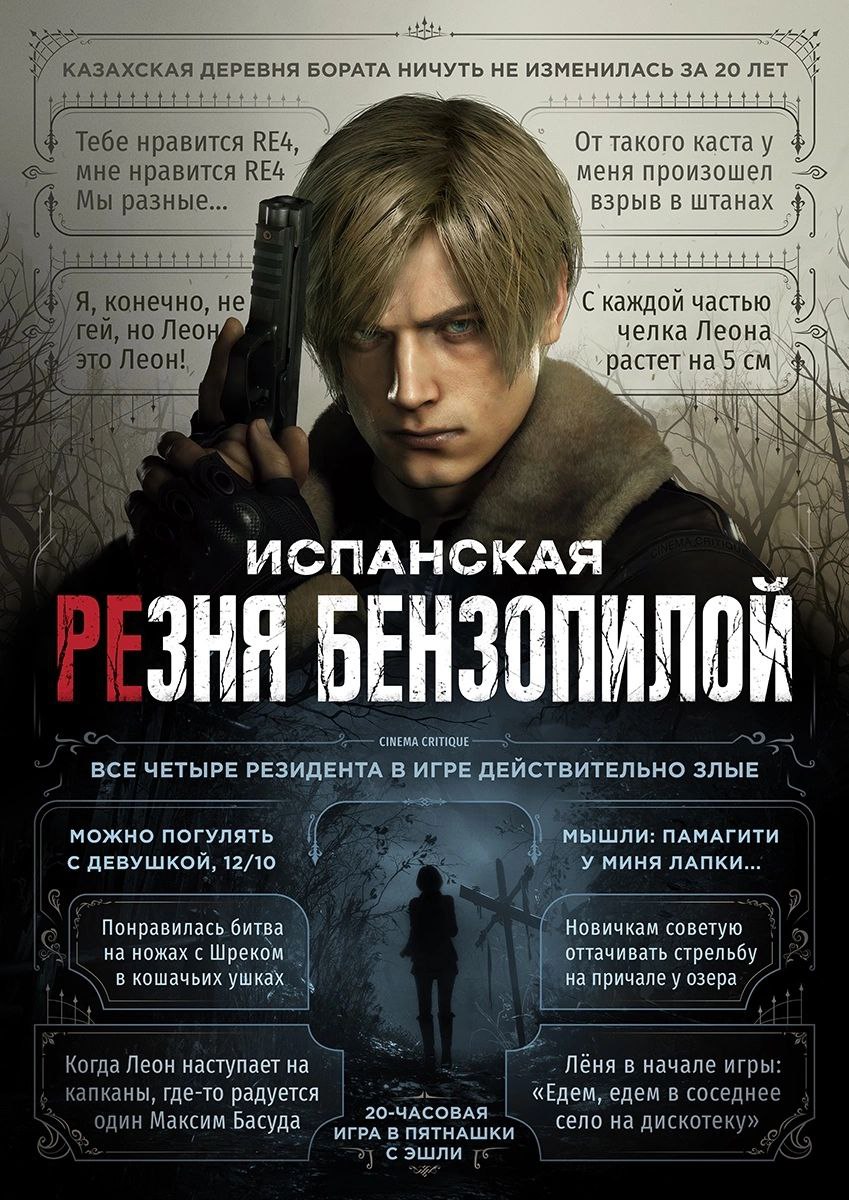 КАЗАХСКАЯ ДЕРЕВНЯ БОРАТА НИЧУТЬ НЕ ИЗМЕНИЛАСЬ ЗА 20 ЛЕТ
Тебе нравится RE4,
мне нравится RE4
Мы разные...
От такого каста у
меня произошел
взрыв в штанах
Я, конечно, не
гей, но Леон
это Леон!
С каждой частью
челка Леона
растет на 5 см
CINEMA CRITIQUE
ИСПАНСКАЯ
РЕЗНЯ БЕНЗОПИЛОЙ
CINEMA CRITIQUE
ВСЕ ЧЕТЫРЕ РЕЗИДЕНТА В ИГРЕ ДЕЙСТВИТЕЛЬНО ЗЛЫЕ
МОЖНО ПОГУЛЯТЬ
С ДЕВУШКОЙ, 12/10
МЫШЛИ: ПАМАГИТИ
У МИНЯ ЛАПКИ...
Понравилась битва
на ножах с Шреком
в кошачьих ушках
Новичкам советую
оттачивать стрельбу
на причале у озера
Когда Леон наступает на
капканы, где-то радуется
один Максим Басуда
Лёня в начале игры:
«Едем, едем в соседнее
село на дискотеку»
20-ЧАСОВАЯ
ИГРА В ПЯТНАШКИ
С ЭШЛИ